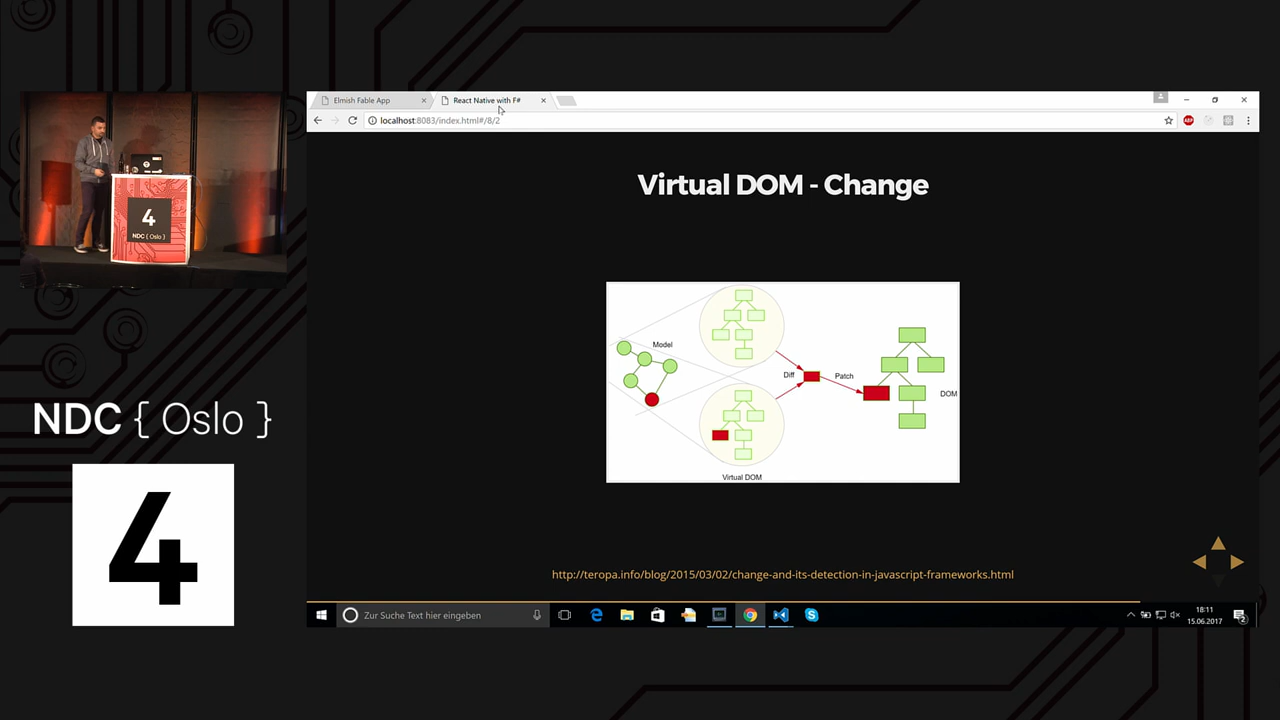 Elmish Fable App
React Native with F#
localhost:8083/index.html#/8/2
ABP
Virtual DOM - Change
Model
Diff
Patch
DOM
Virtual DOM
http://teropa.info/blog/2015/03/02/change-and-its-detection-in-javascript-frameworks.html
Zur Suche Text hier eingeben
18:11
15.06.2017
2
4
NDC { Oslo }
NDC { Oslo }
4